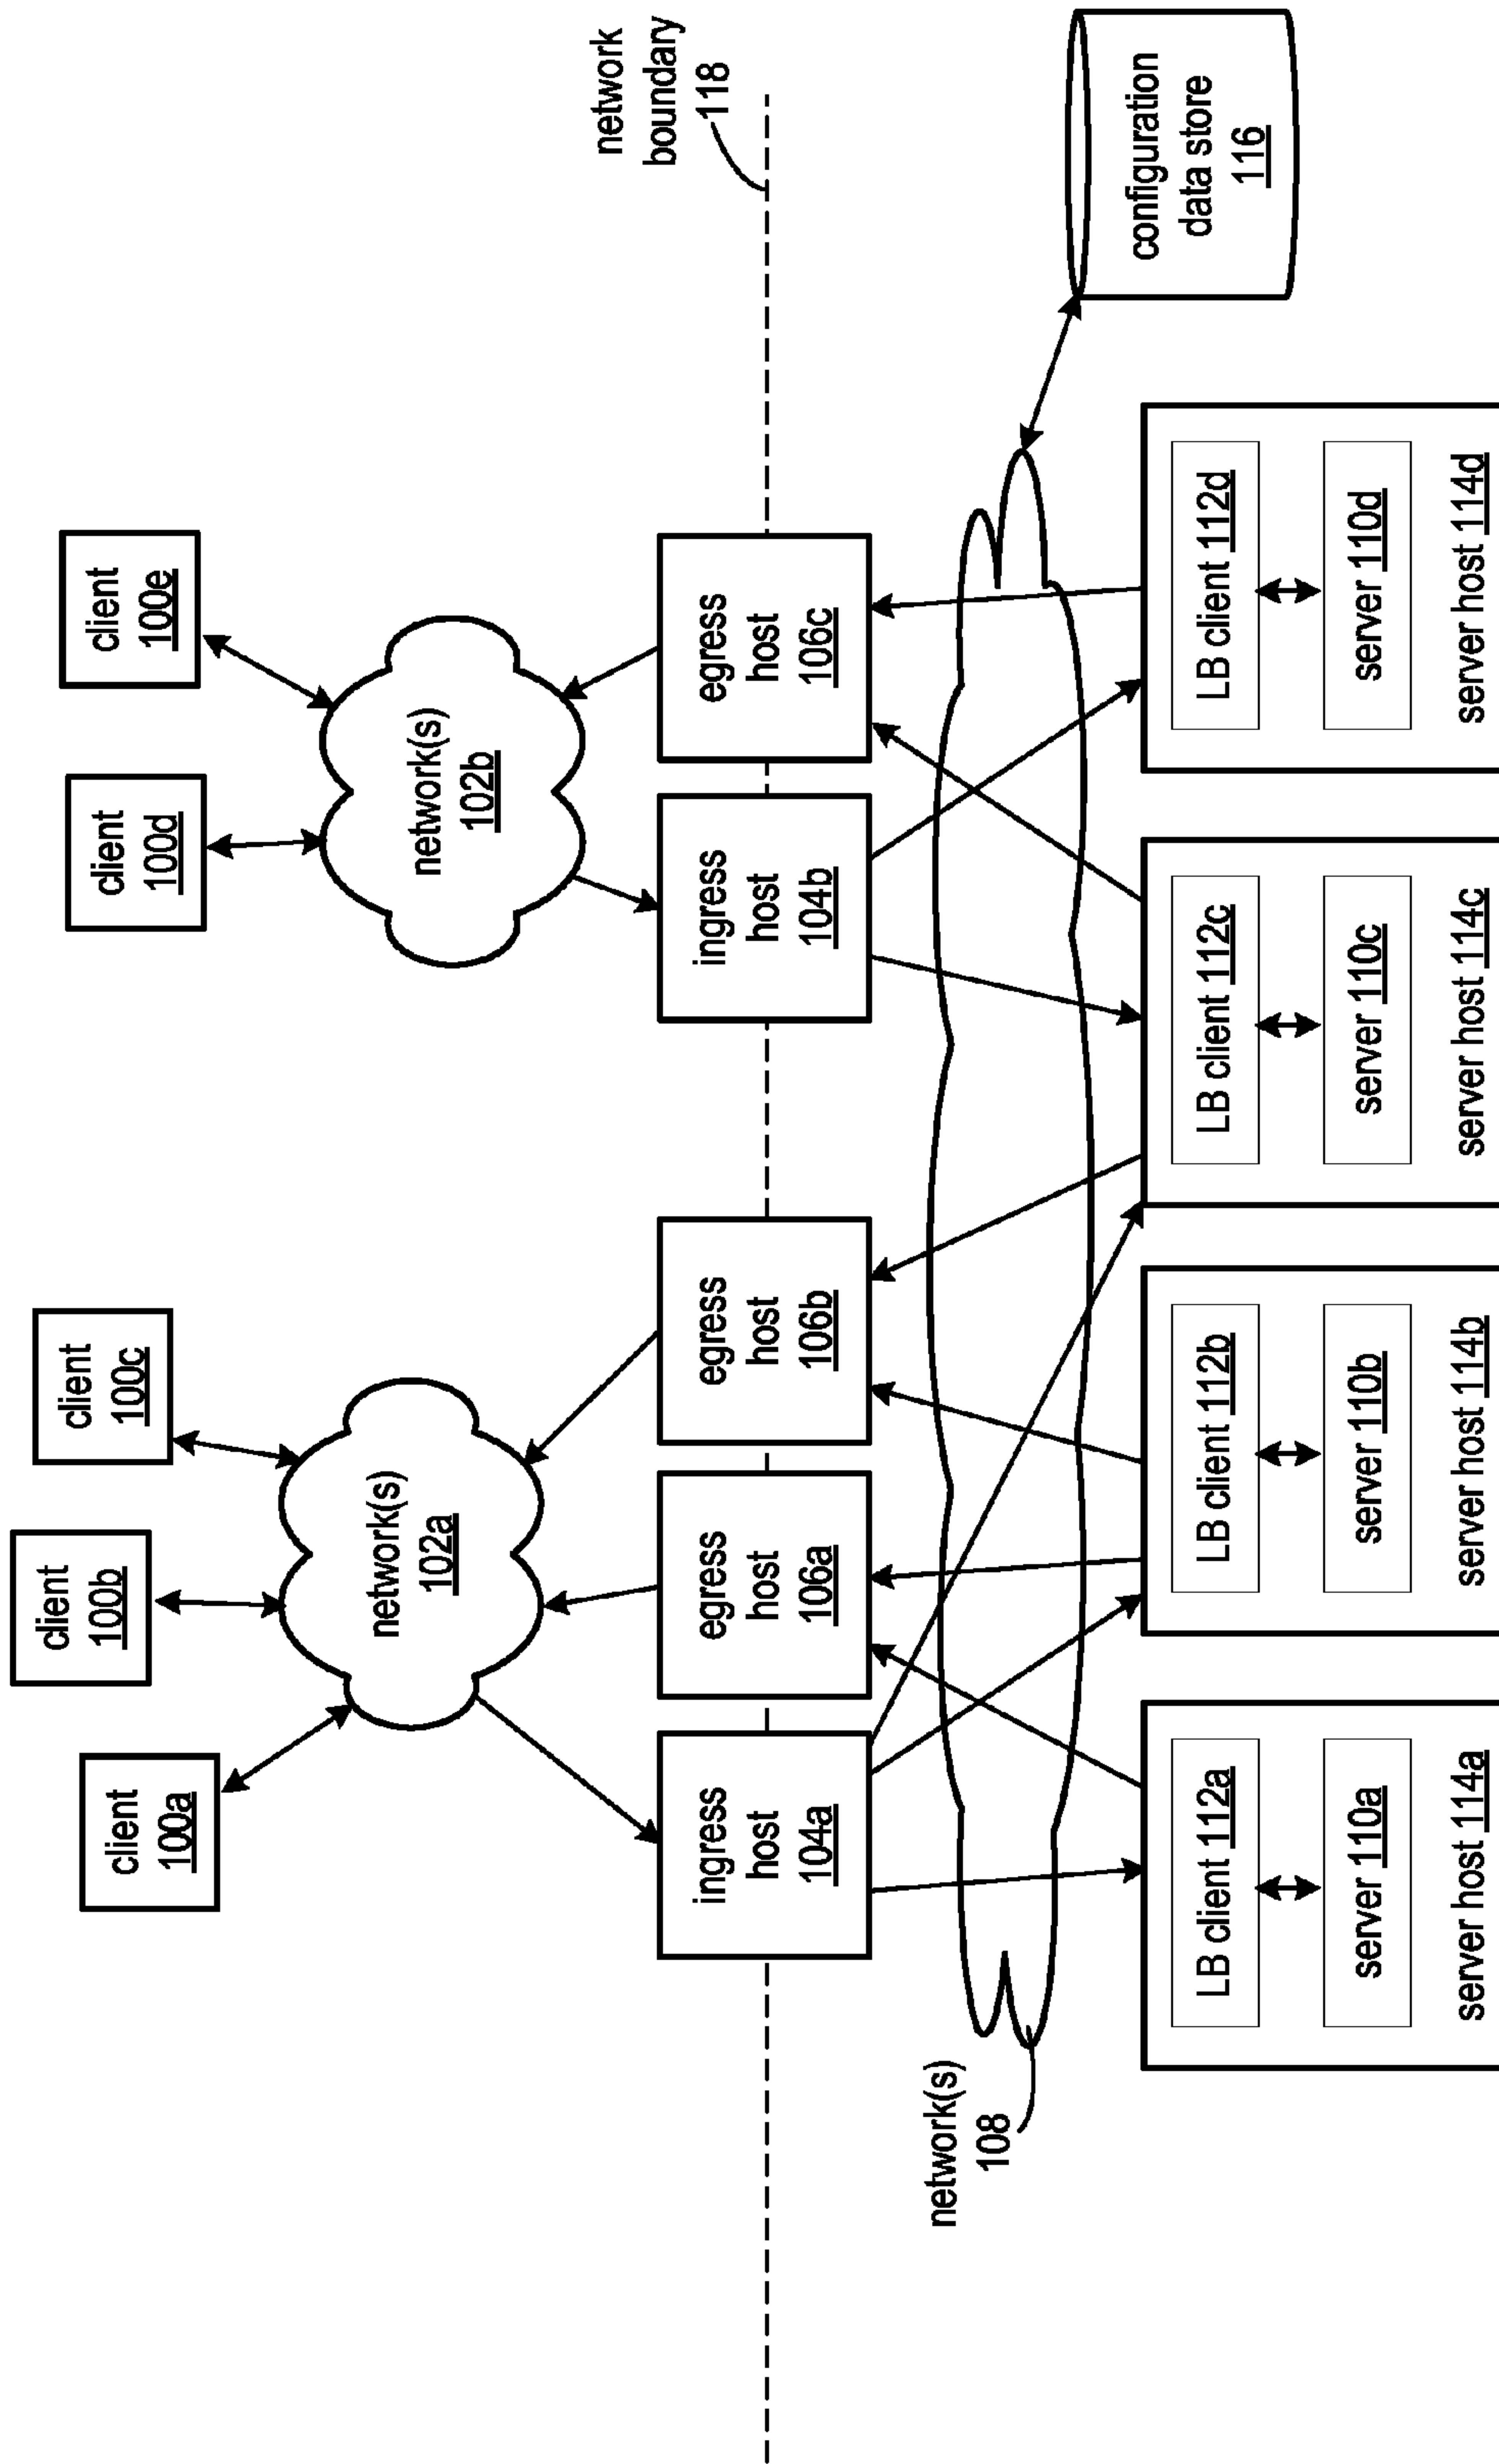 client
100a
client
100b
client
100c
client
100d
client
100e
network(s)
102a
network(s)
102b
network
boundary
118
ingress
host
104a
egress
host
106a
egress
host
106b
ingress
host
104b
egress
host
106c
network(s)
108
configuration
data store
116
LB client 112a
server 110a
server host 114a
LB client 112b
server 110b
server host 114b
LB client 112c
server 110c
server host 114c
LB client 112d
server 110d
server host 114d